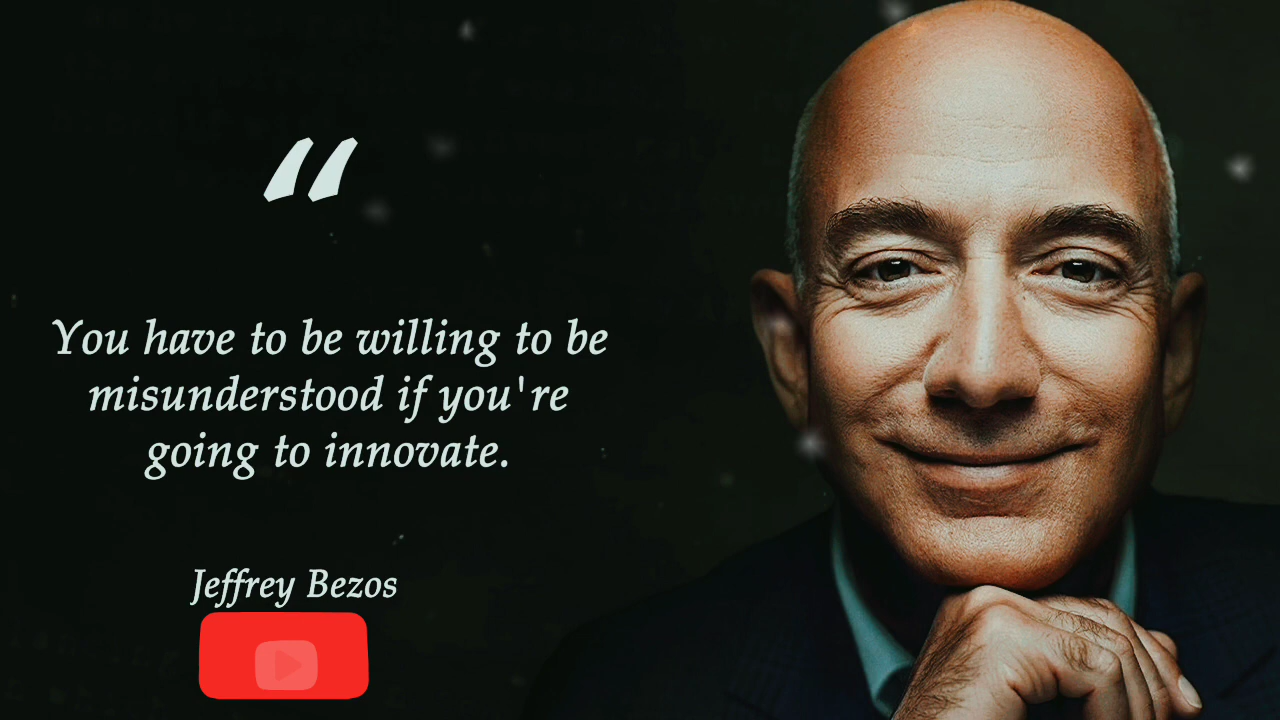 “
You have to be willing to be
misunderstood if you're
going to innovate.
Jeffrey Bezos